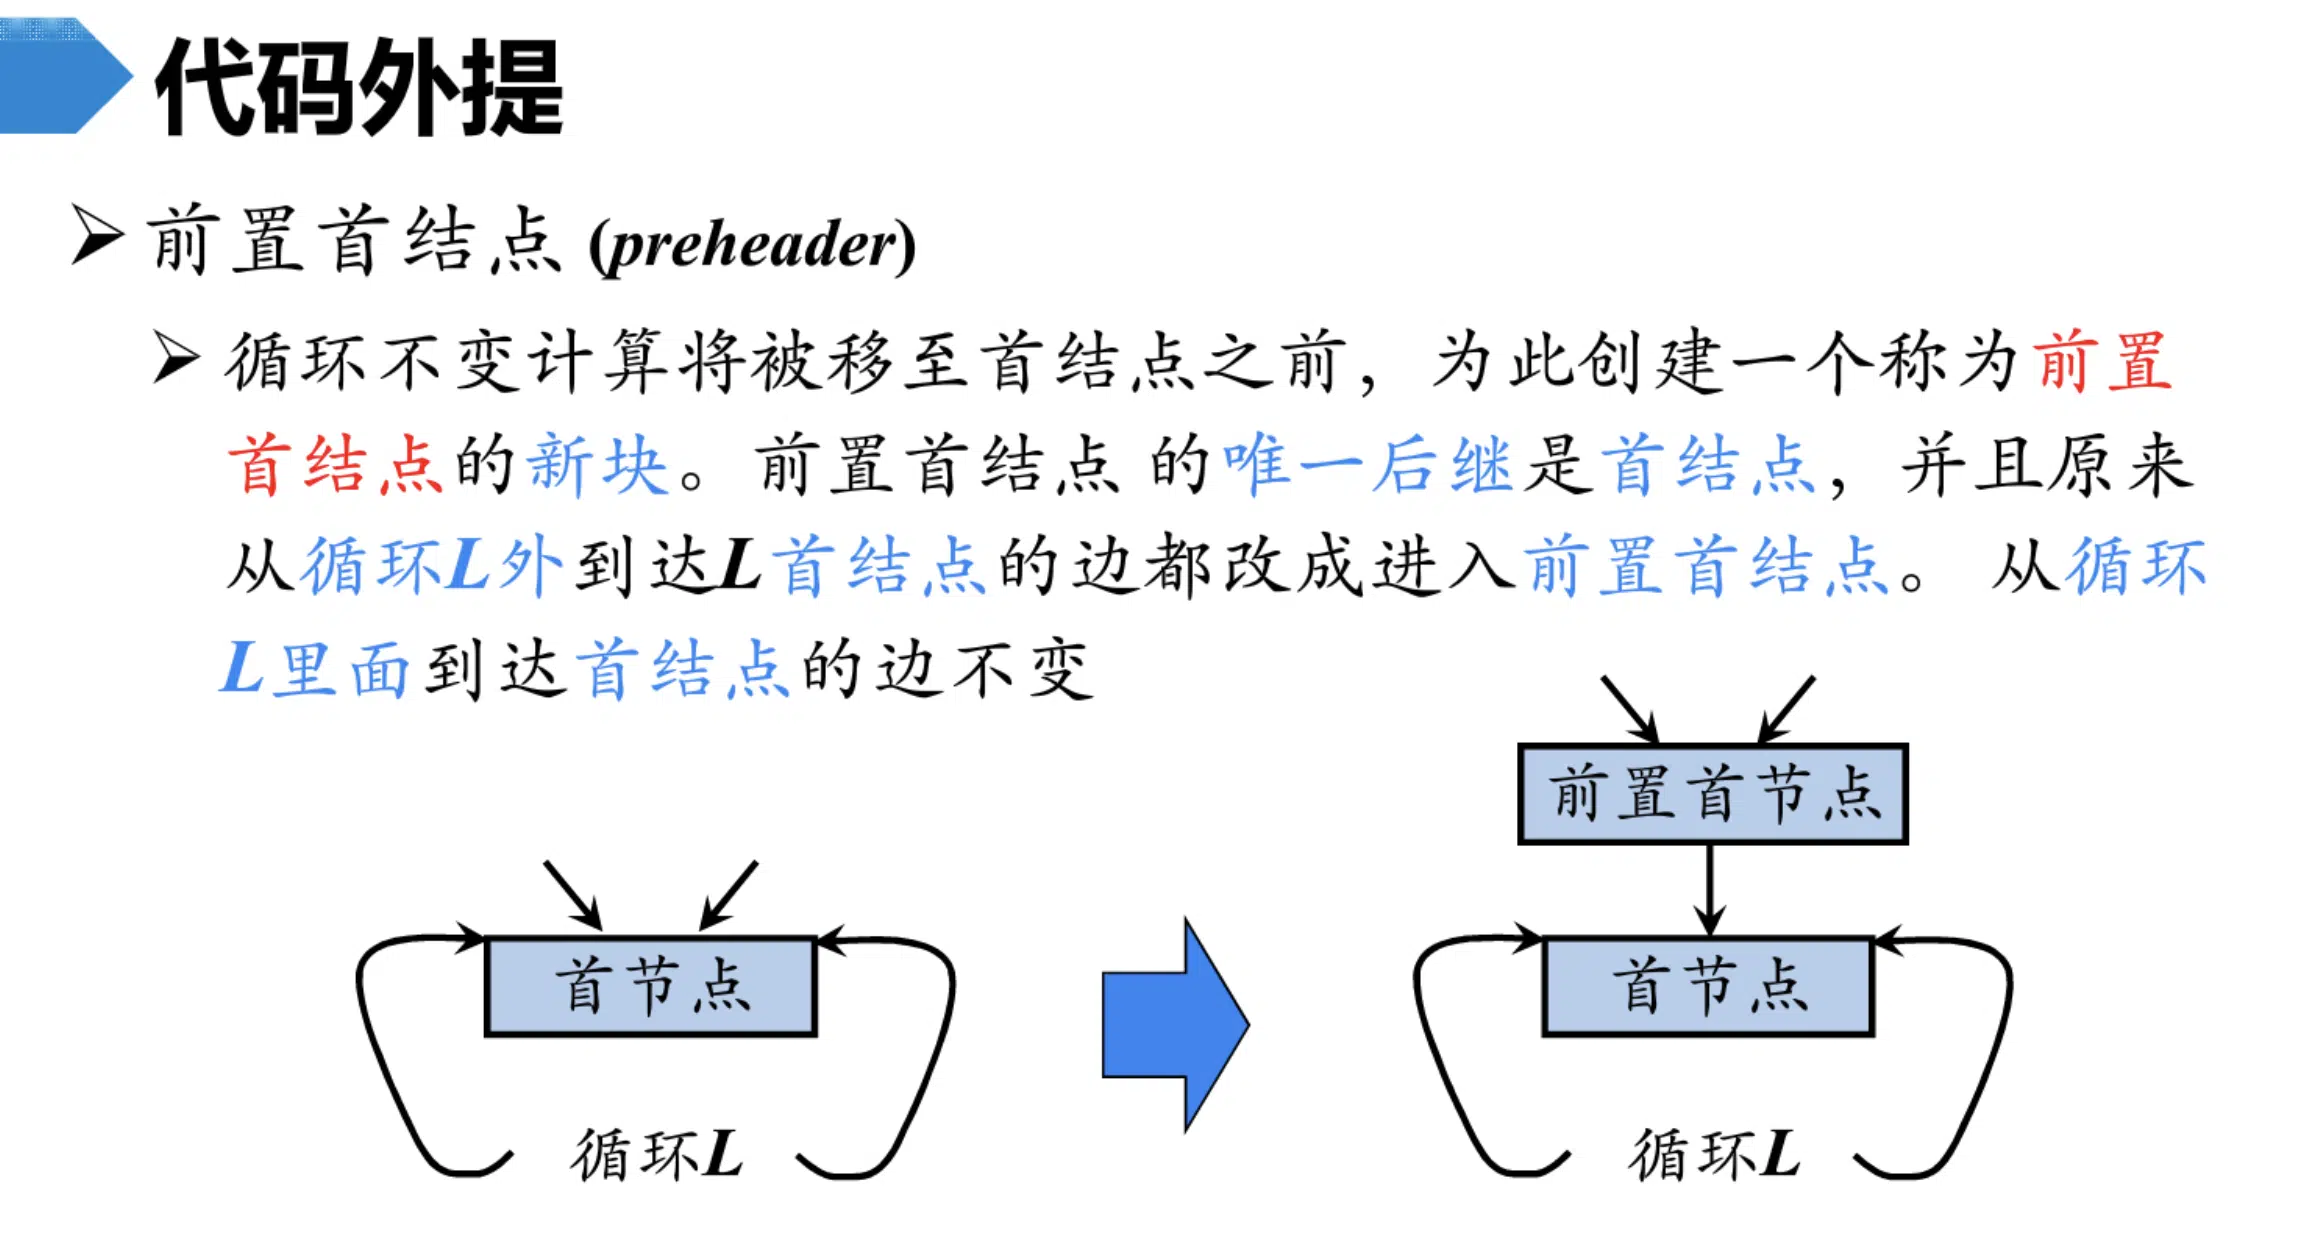 代码外提
前置首结点 (preheader)
循环不变计算将被移至首结点之前，为此创建一个称为前置
首结点的新块。前置首结点 的唯一后继是首结点，并且原来
从循环L外到达L首结点的边都改成进入前置首结点。 从循环
L里面到达首结点的边不变
前置首节点
首节点
首节点
循环L
循环L